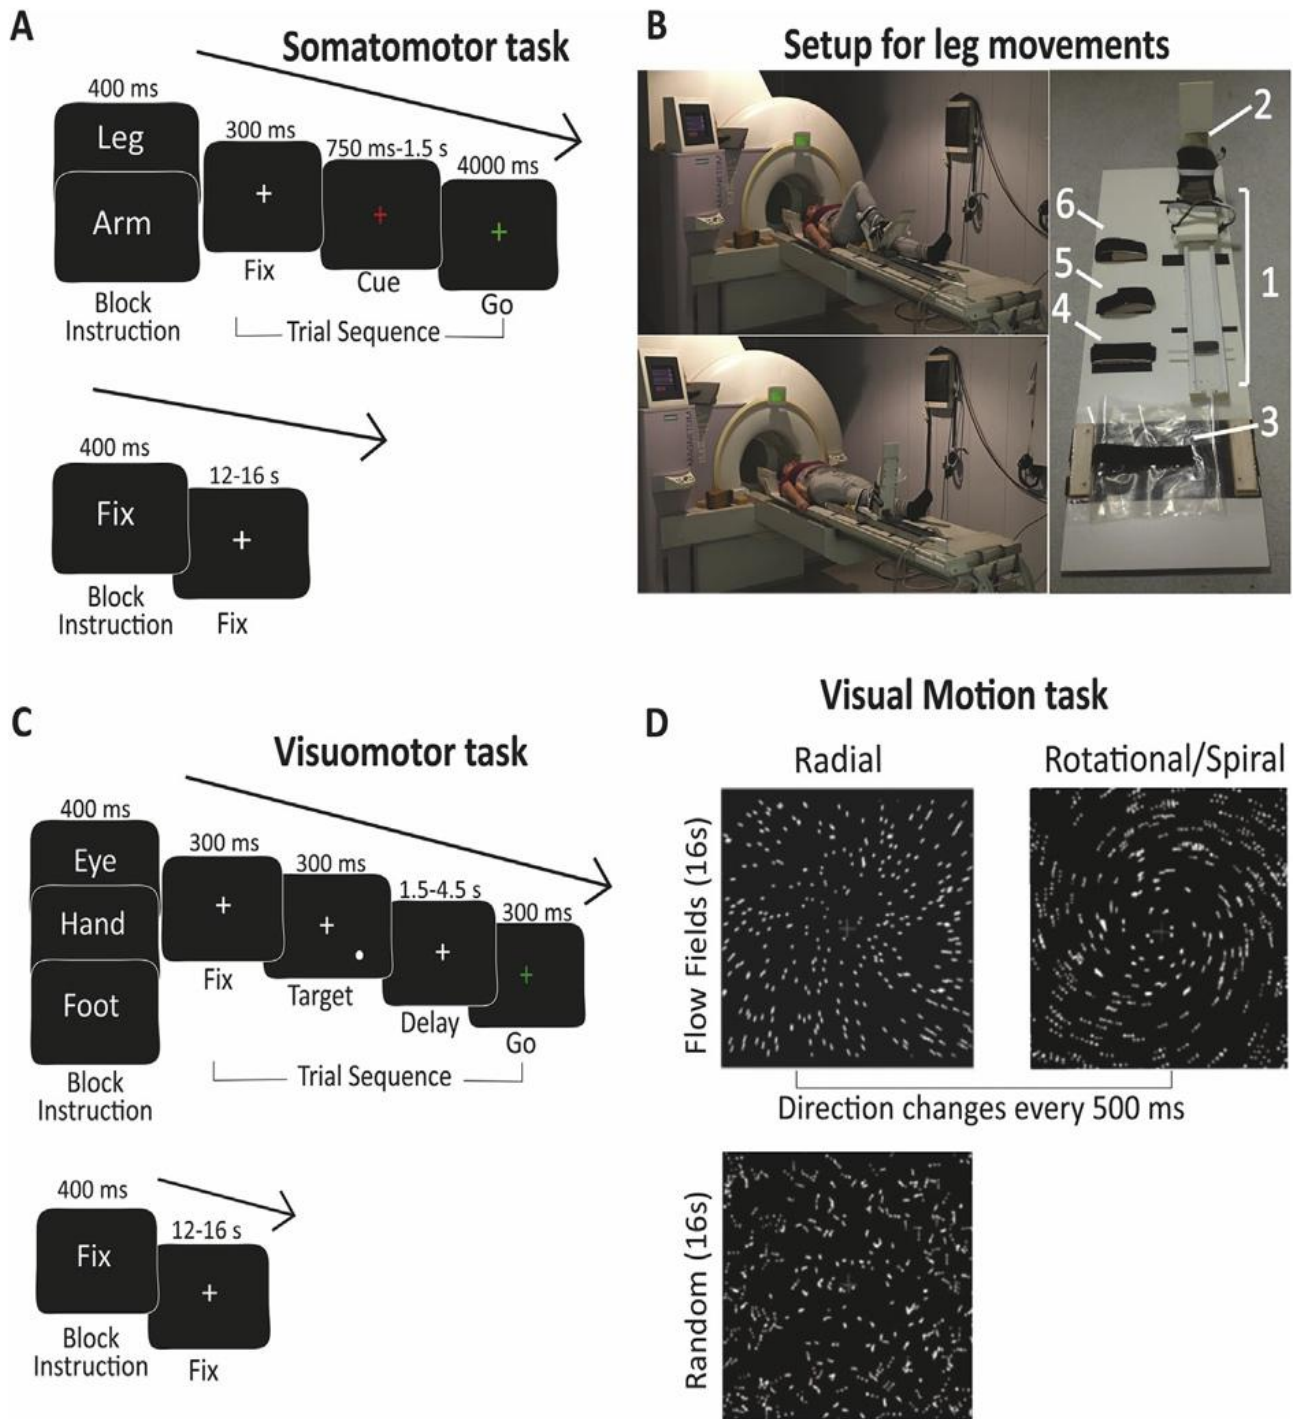 A
Somatomotor task
400 ms
Leg
Arm
Block
Instruction
300 ms
Fix
750 ms-1.5 s
Cue
4000 ms
Go
Trial Sequence
400 ms
Fix
Block
Instruction
12-16 s
Fix
B
Setup for leg movements
2
6
5
1
4
3
C
Visuomotor task
400 ms
Eye
Hand
Foot
Block
Instruction
300 ms
Fix
300 ms
Target
1.5-4.5 s
Delay
300 ms
Go
Trial Sequence
400 ms
Fix
Block
Instruction
12-16 s
Fix
D
Visual Motion task
Radial
Rotational/Spiral
Flow Fields (16s)
Direction changes every 500 ms
Random (16s)